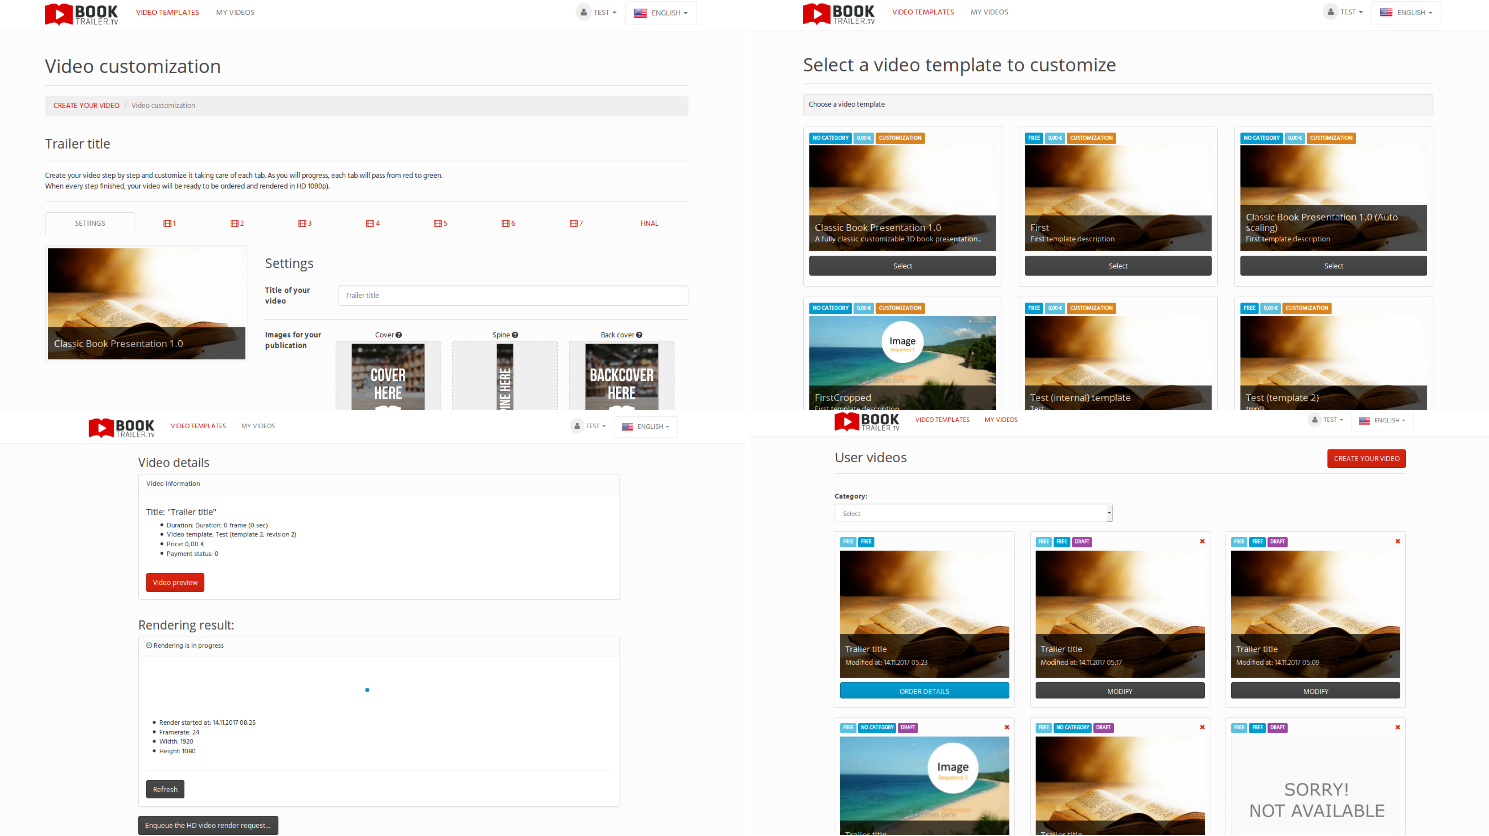 BOOK
TRAILER.TV
VIDEO TEMPLATES
MY VIDEOS
TEST
ENGLISH
Video customization
CREATE YOUR VIDEO / Video customization
Trailer title
Create your video step by step and customize it taking care of each tab. As you will progress, each tab will pass from red to green.
When every step finished, your video will be ready to be ordered and rendered in HD 1080p).
SETTINGS
1
2
3
4
5
6
7
FINAL
Classic Book Presentation 1.0
Settings
Title of your
video
Trailer title
Images for your
publication
Cover
Spine
Back cover
COVER
HERE
SPINE HERE
BACKCOVER
HERE
BOOK
TRAILER.TV
VIDEO TEMPLATES
MY VIDEOS
TEST
ENGLISH
Select a video template to customize
Choose a video template
NO CATEGORY 0,00 € CUSTOMIZATION
Classic Book Presentation 1.0
A fully classic customizable 3D book presentation..
Select
FREE 0,00 € CUSTOMIZATION
First
First template description
Select
NO CATEGORY 0,00 € CUSTOMIZATION
Classic Book Presentation 1.0 (Auto
scaling)
First template description
Select
NO CATEGORY 0,00 € CUSTOMIZATION
Image
Sequence 1
FirstCropped
First template description
FREE 0,00 € CUSTOMIZATION
Test (internal) template
Test
FREE 0,00 € CUSTOMIZATION
Test (template 2)
BOOK
TRAILER.TV
VIDEO TEMPLATES
MY VIDEOS
TEST
ENGLISH
Video details
Video information
Title: "Trailer title"
Duration: Duration: 0 frame (0 sec)
Video template: Test (template 2, revision 2)
Price: 0,00 €
Payment status: 0
Video preview
Rendering result:
Rendering is in progress
Render started at: 14.11.2017 08:25
Framerate: 24
Width: 1920
Height: 1080
Refresh
Enqueue the HD video render request...
BOOK
TRAILER.TV
VIDEO TEMPLATES
MY VIDEOS
TEST
ENGLISH
User videos
CREATE YOUR VIDEO
Category:
Select
FREE FREE
Trailer title
Modified at: 14.11.2017 05:23
ORDER DETAILS
FREE FREE DRAFT
Trailer title
Modified at: 14.11.2017 05:17
MODIFY
FREE FREE DRAFT
Trailer title
Modified at: 14.11.2017 05:09
MODIFY
FREE NO CATEGORY DRAFT
Image
Sequence 1
Trailer title
FREE NO CATEGORY DRAFT
Trailer title
FREE FREE DRAFT
SORRY!
NOT AVAILABLE